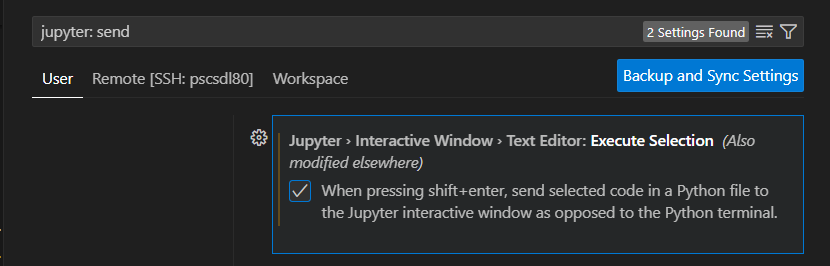 jupyter: send
2 Settings Found
User Remote [SSH: pscsdl80] Workspace
Backup and Sync Settings
Jupyter › Interactive Window › Text Editor: Execute Selection (Also
modified elsewhere)
When pressing shift+enter, send selected code in a Python file to
the Jupyter interactive window as opposed to the Python terminal.